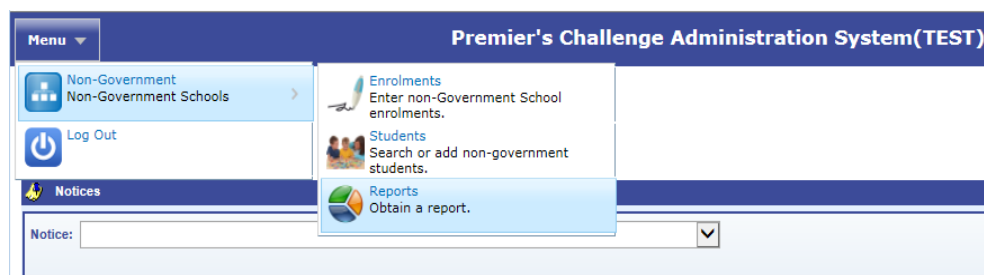 Menu
Premier's Challenge Administration System(TEST)
Non-Government
Non-Government Schools
Log Out
Enrolments
Enter non-Government School
enrolments.
Students
Search or add non-government
students.
Reports
Obtain a report.
Notices
Notice: